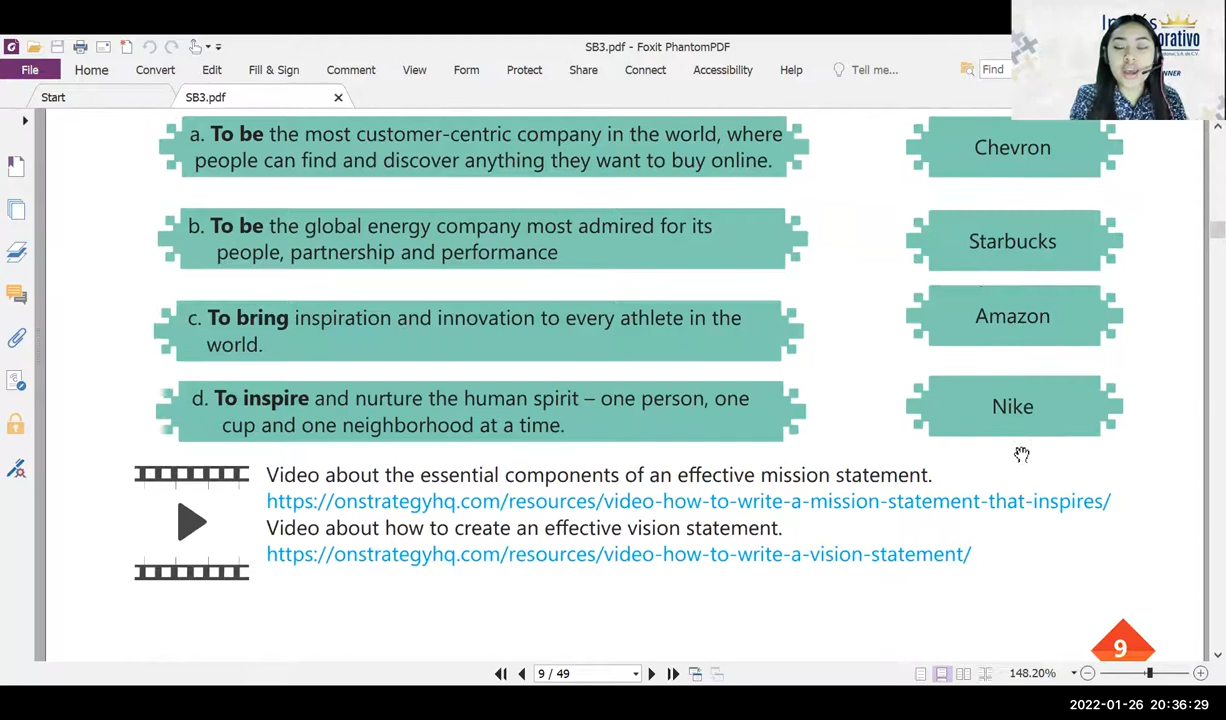 SB3.pdf - Foxit PhantomPDF
File Home Convert Edit Fill & Sign Comment View Form Protect Share Connect Accessibility Help Tell me... Find
Start SB3.pdf
a. To be the most customer-centric company in the world, where
people can find and discover anything they want to buy online.
Chevron
b. To be the global energy company most admired for its
people, partnership and performance
Starbucks
c. To bring inspiration and innovation to every athlete in the
world.
Amazon
d. To inspire and nurture the human spirit – one person, one
cup and one neighborhood at a time.
Nike
Video about the essential components of an effective mission statement.
https://onstrategyhq.com/resources/video-how-to-write-a-mission-statement-that-inspires/
Video about how to create an effective vision statement.
https://onstrategyhq.com/resources/video-how-to-write-a-vision-statement/
9
9 / 49
148.20%
2022-01-26 20:36:29